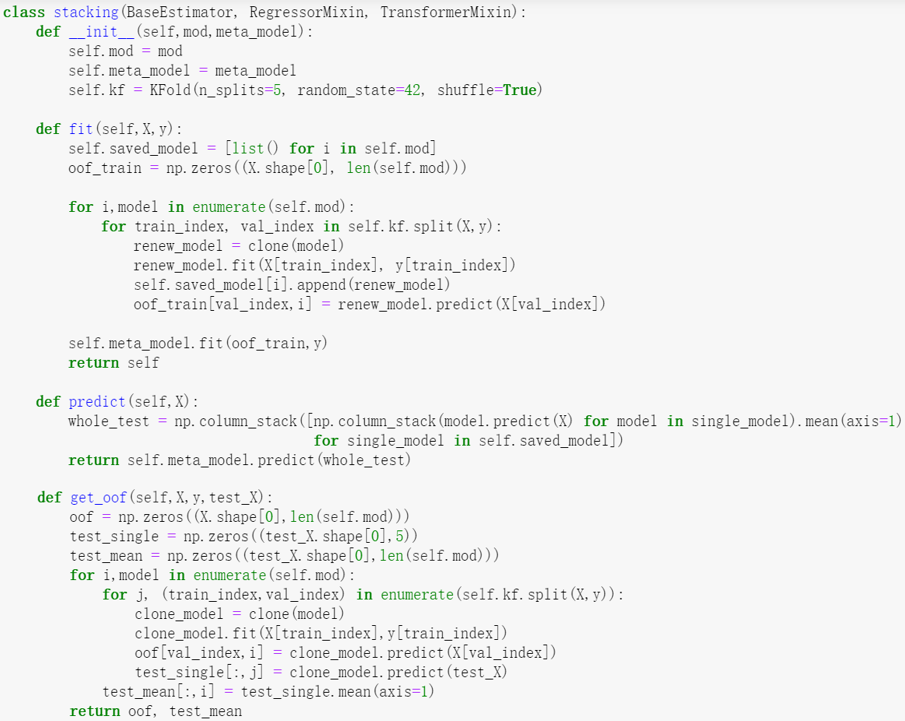 class stacking(BaseEstimator, RegressorMixin, TransformerMixin):
    def __init__(self,mod,meta_model):
        self.mod = mod
        self.meta_model = meta_model
        self.kf = KFold(n_splits=5, random_state=42, shuffle=True)

    def fit(self,X,y):
        self.saved_model = [list() for i in self.mod]
        oof_train = np.zeros((X.shape[0], len(self.mod)))

        for i,model in enumerate(self.mod):
            for train_index, val_index in self.kf.split(X,y):
                renew_model = clone(model)
                renew_model.fit(X[train_index], y[train_index])
                self.saved_model[i].append(renew_model)
                oof_train[val_index,i] = renew_model.predict(X[val_index])

        self.meta_model.fit(oof_train,y)
        return self

    def predict(self,X):
        whole_test = np.column_stack([np.column_stack(model.predict(X) for model in single_model).mean(axis=1)
                                      for single_model in self.saved_model])
        return self.meta_model.predict(whole_test)

    def get_oof(self,X,y,test_X):
        oof = np.zeros((X.shape[0],len(self.mod)))
        test_single = np.zeros((test_X.shape[0],5))
        test_mean = np.zeros((test_X.shape[0],len(self.mod)))
        for i,model in enumerate(self.mod):
            for j, (train_index,val_index) in enumerate(self.kf.split(X,y)):
                clone_model = clone(model)
                clone_model.fit(X[train_index],y[train_index])
                oof[val_index,i] = clone_model.predict(X[val_index])
                test_single[:,j] = clone_model.predict(test_X)
            test_mean[:,i] = test_single.mean(axis=1)
        return oof, test_mean